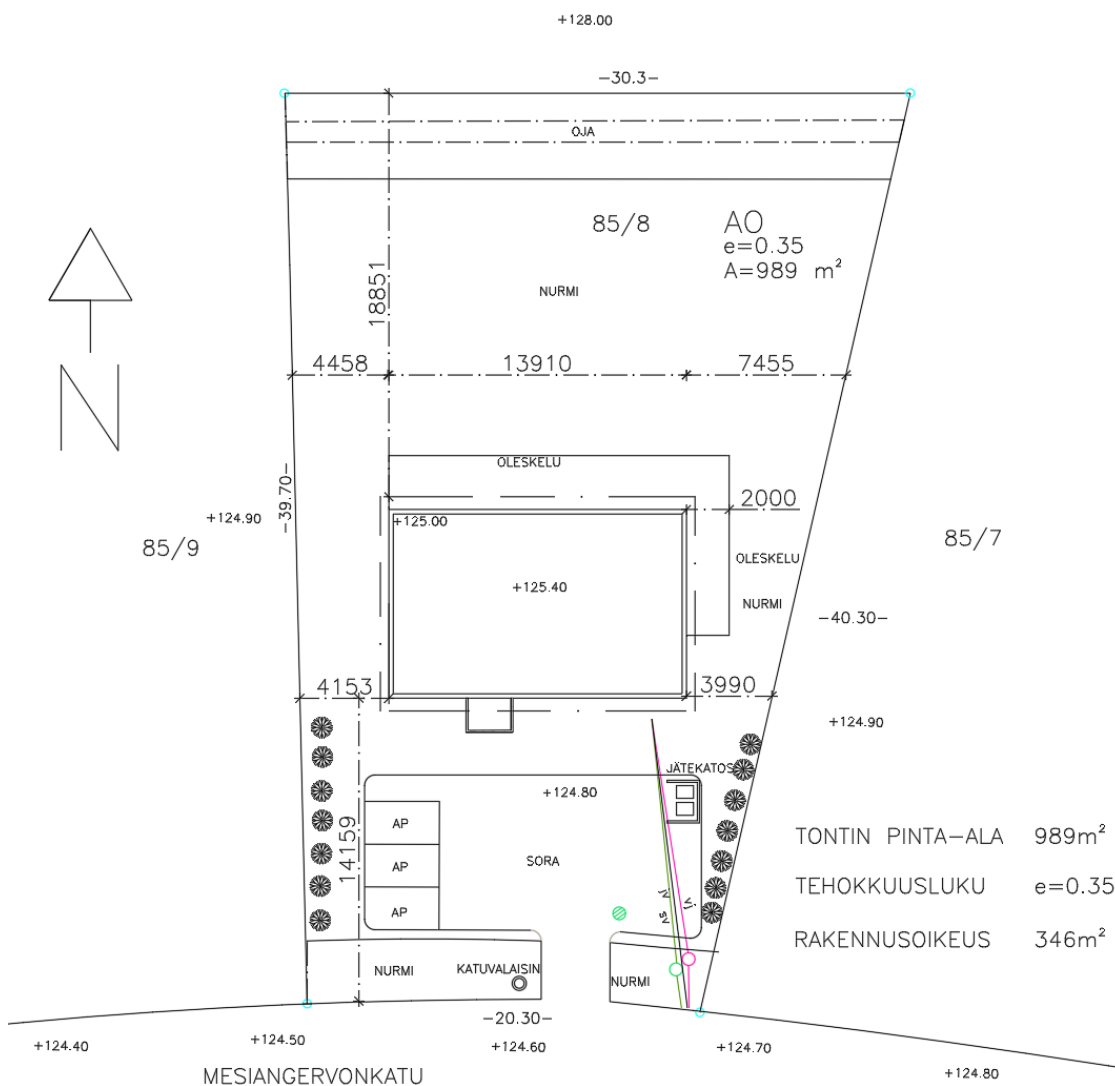 +128.00
-30.3-
OJA
85/8
AO
e=0.35
A=989 m²
NURMI
18851
4458
13910
7455
N
OLESKELU
2000
-39.70-
+124.90
+125.00
85/9
85/7
OLESKELU
+125.40
NURMI
-40.30-
4153
3990
+124.90
JÄTEKATOS
+124.80
14159
AP
SORA
AP
AP
TONTIN PINTA-ALA 989m²
TEHOKKUUSLUKU e=0.35
RAKENNUSOIKEUS 346m²
jv
vj
sv
NURMI
KATUVALAISIN
NURMI
-20.30-
+124.40
+124.50
+124.60
+124.70
+124.80
MESIANGERVONKATU